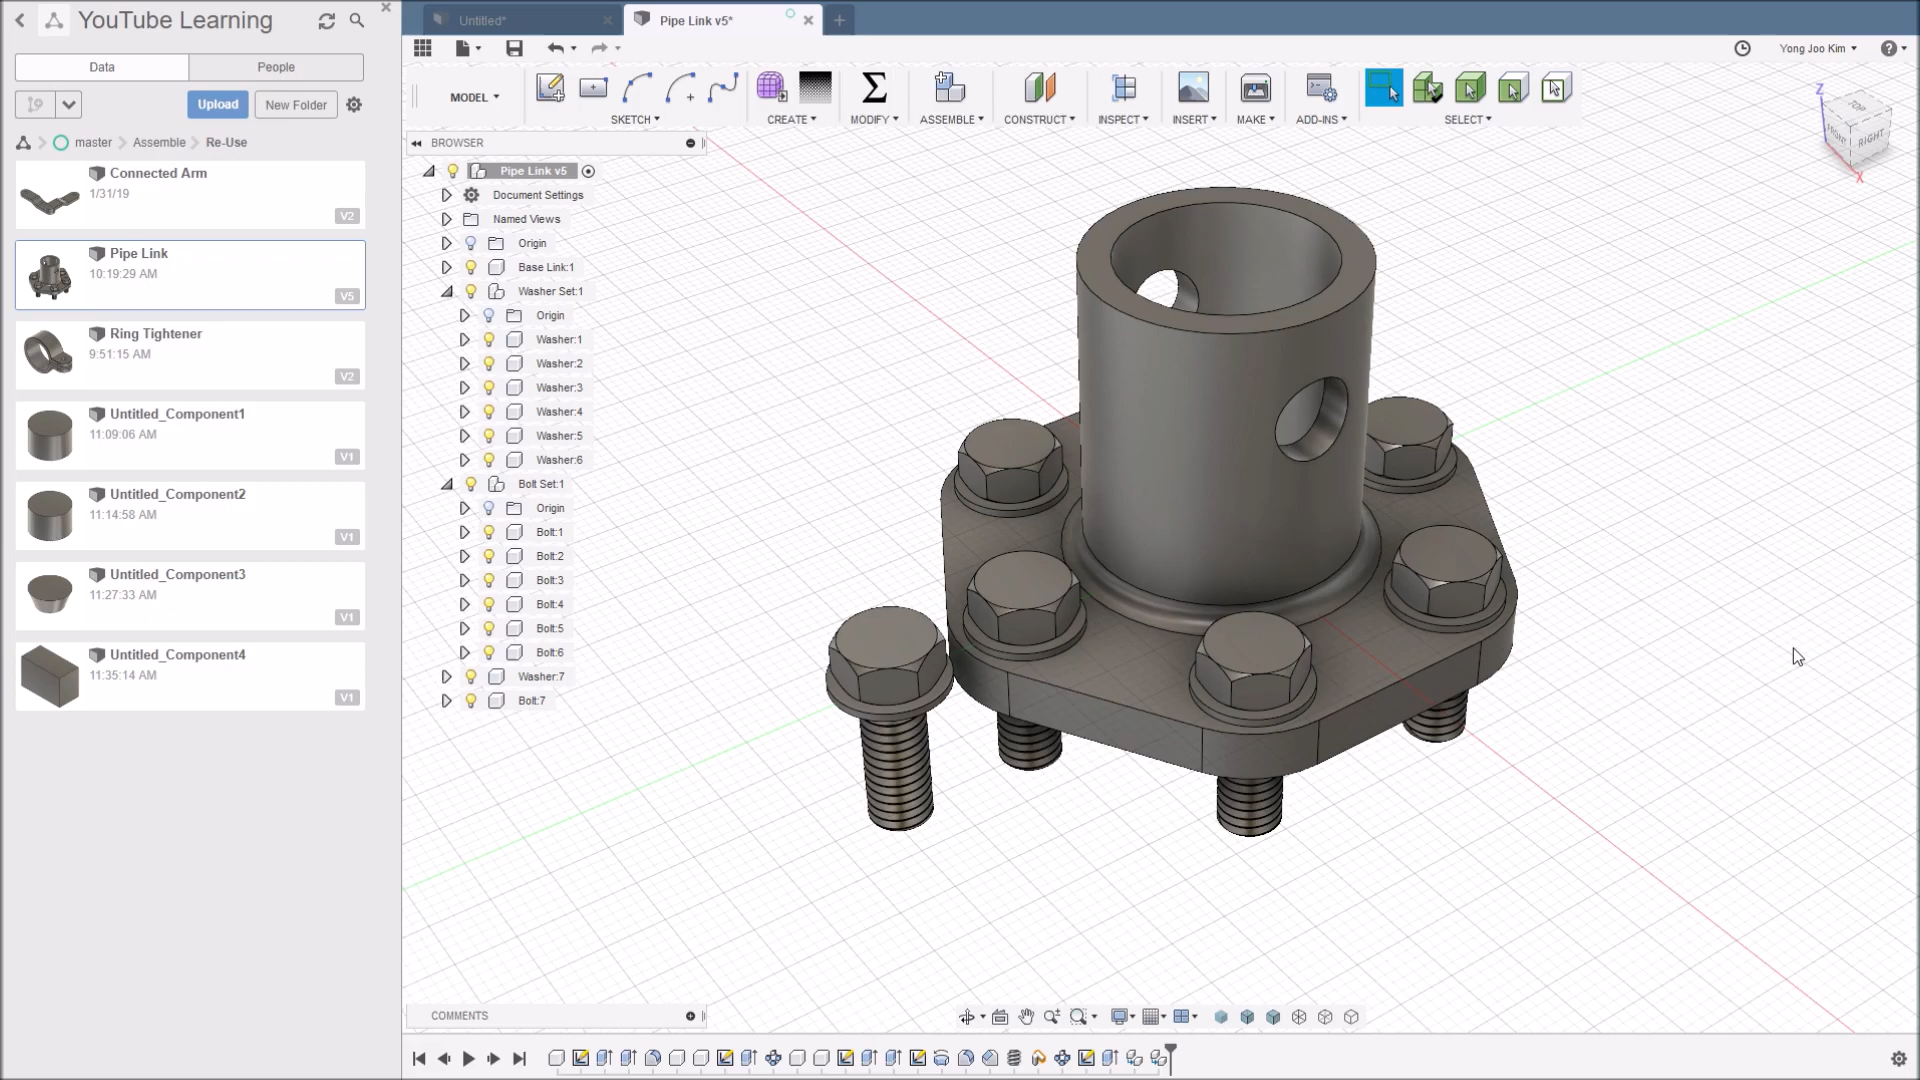 YouTube Learning
Data
People
Upload
New Folder
master
Assemble
Re-Use
Connected Arm
1/31/19
V2
Pipe Link
10:19:29 AM
V5
Ring Tightener
9:51:15 AM
V2
Untitled_Component1
11:09:06 AM
V1
Untitled_Component2
11:14:58 AM
V1
Untitled_Component3
11:27:33 AM
V1
Untitled_Component4
11:35:14 AM
V1
Untitled*
Pipe Link v5*
Yong Joo Kim
MODEL
SKETCH
CREATE
MODIFY
ASSEMBLE
CONSTRUCT
INSPECT
INSERT
MAKE
ADD-INS
SELECT
BROWSER
Pipe Link v5
Document Settings
Named Views
Origin
Base Link:1
Washer Set:1
Origin
Washer:1
Washer:2
Washer:3
Washer:4
Washer:5
Washer:6
Bolt Set:1
Origin
Bolt:1
Bolt:2
Bolt:3
Bolt:4
Bolt:5
Bolt:6
Washer:7
Bolt:7
Z
TOP
FRONT
RIGHT
X
COMMENTS